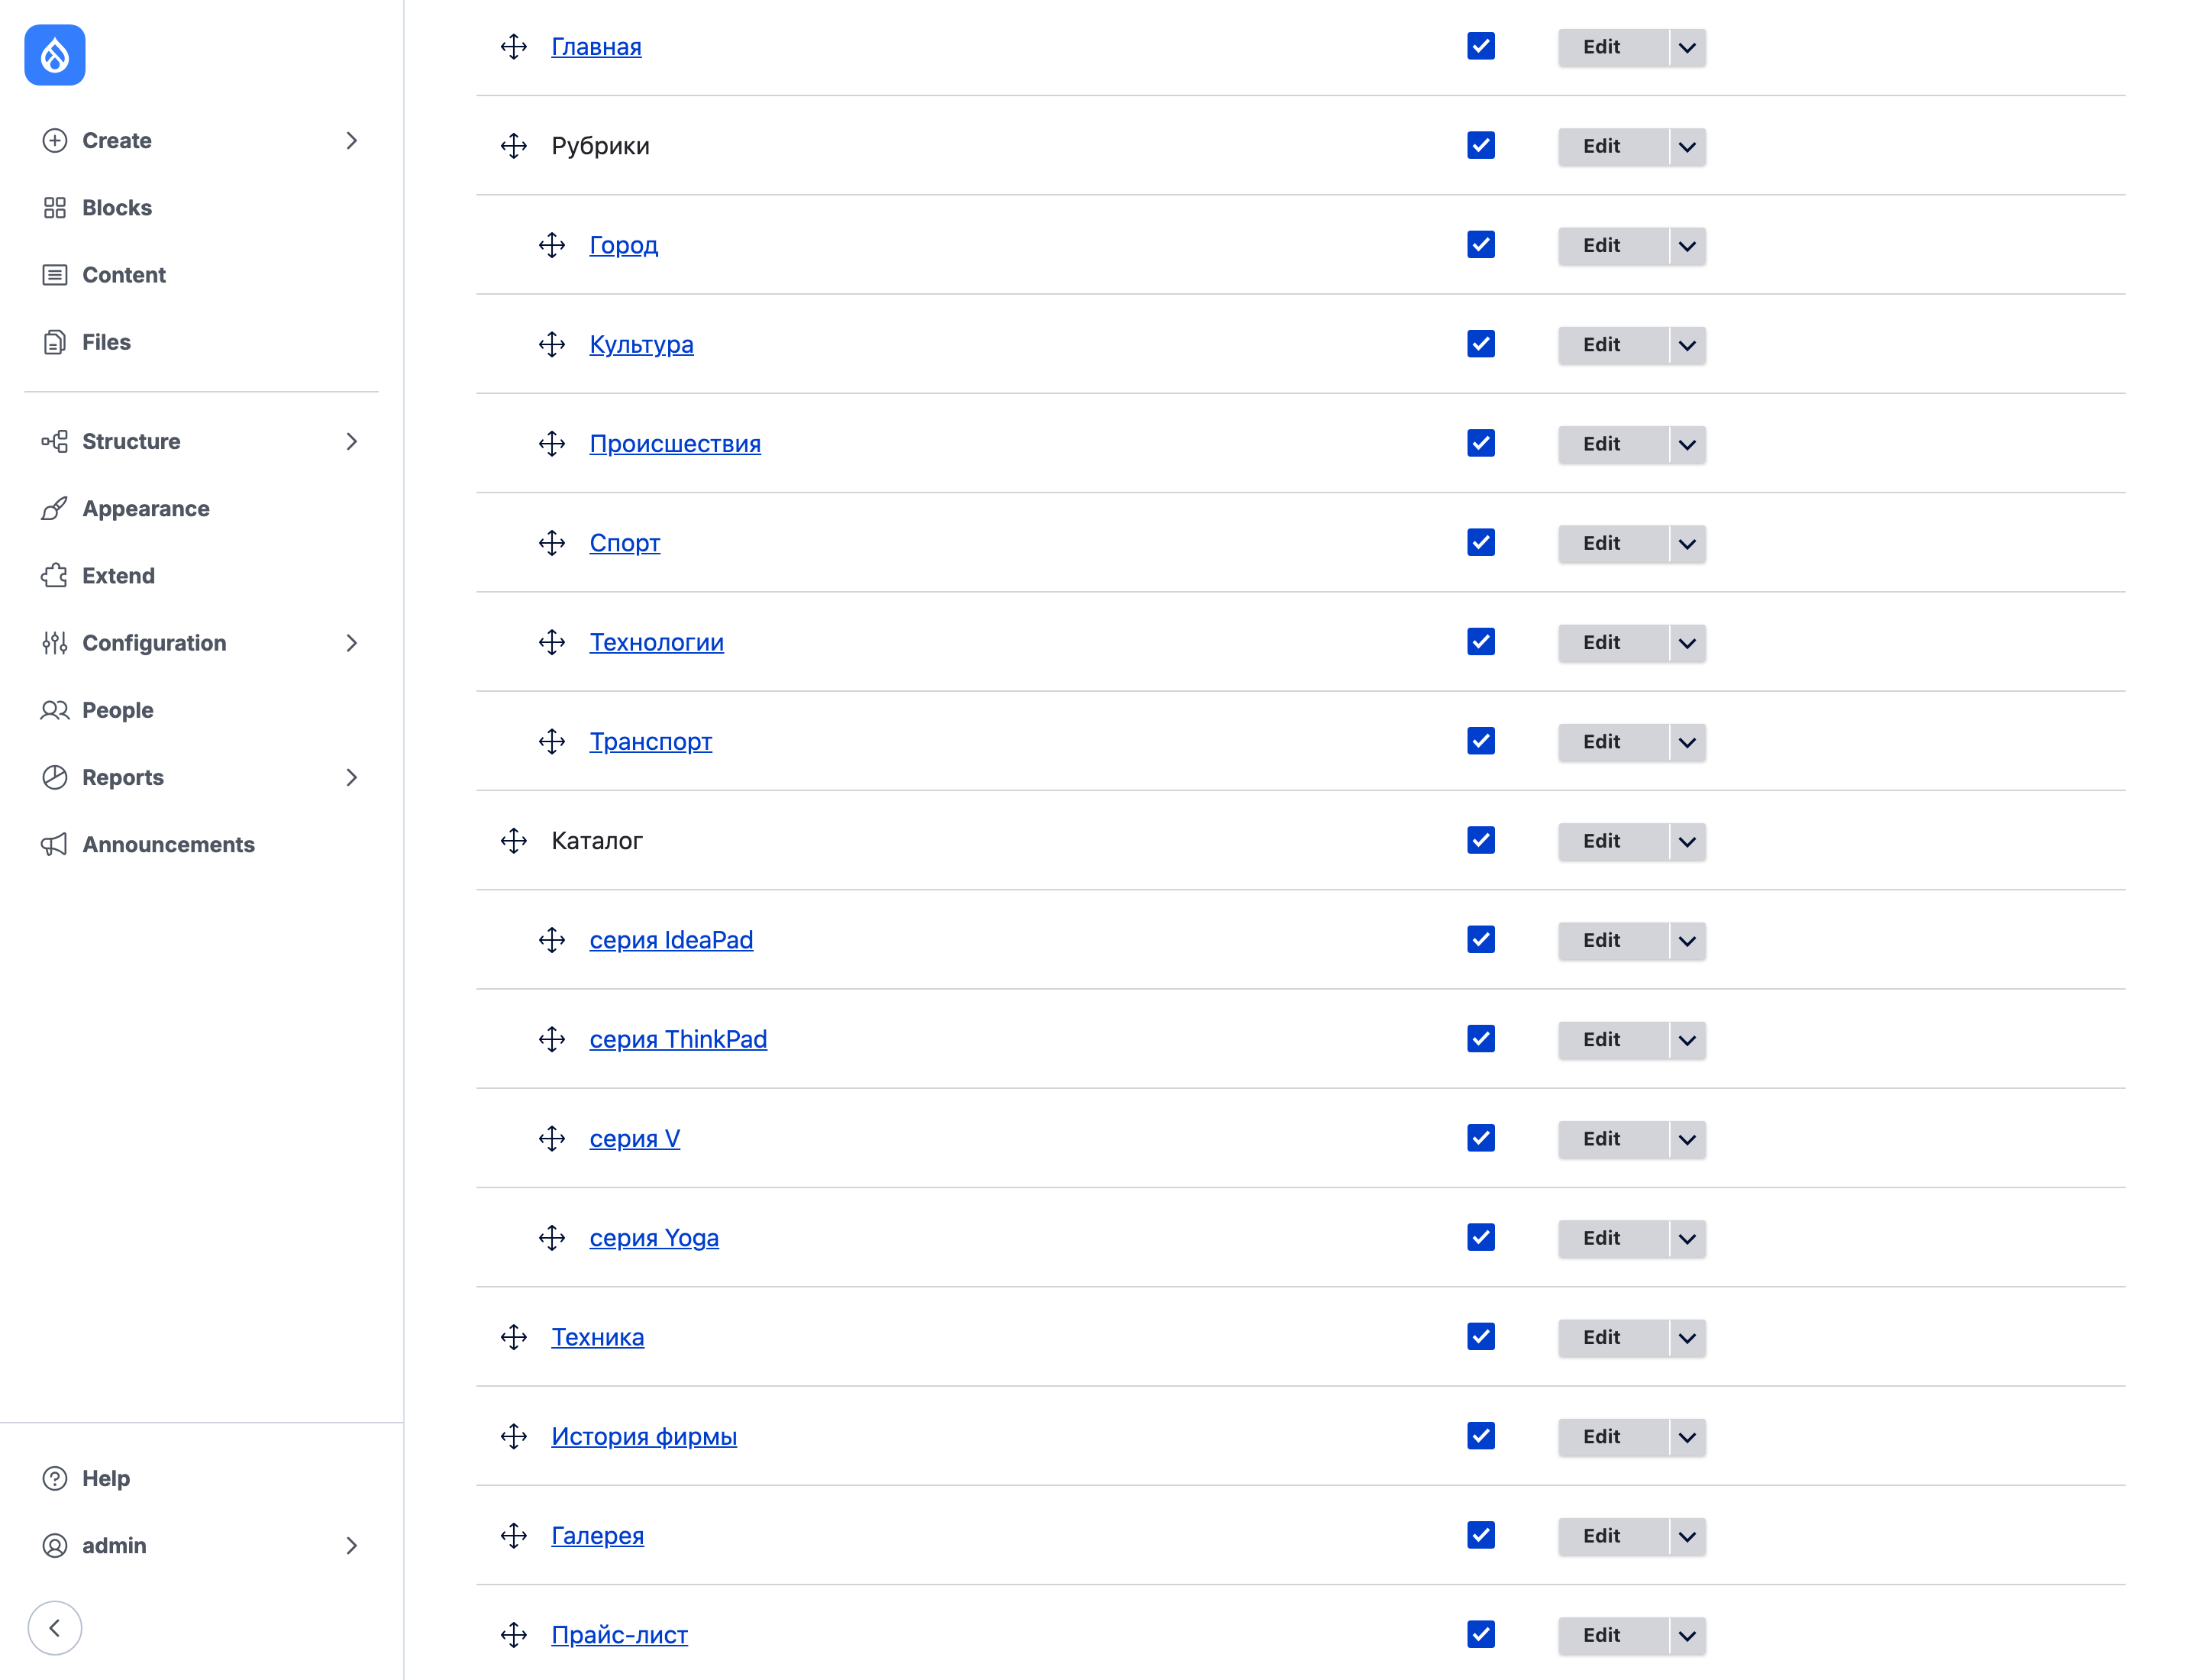 Create
Blocks
Content
Files
Structure
Appearance
Extend
Configuration
People
Reports
Announcements
Help
admin
Главная Edit
Рубрики Edit
Город Edit
Культура Edit
Происшествия Edit
Спорт Edit
Технологии Edit
Транспорт Edit
Каталог Edit
серия IdeaPad Edit
серия ThinkPad Edit
серия V Edit
серия Yoga Edit
Техника Edit
История фирмы Edit
Галерея Edit
Прайс-лист Edit